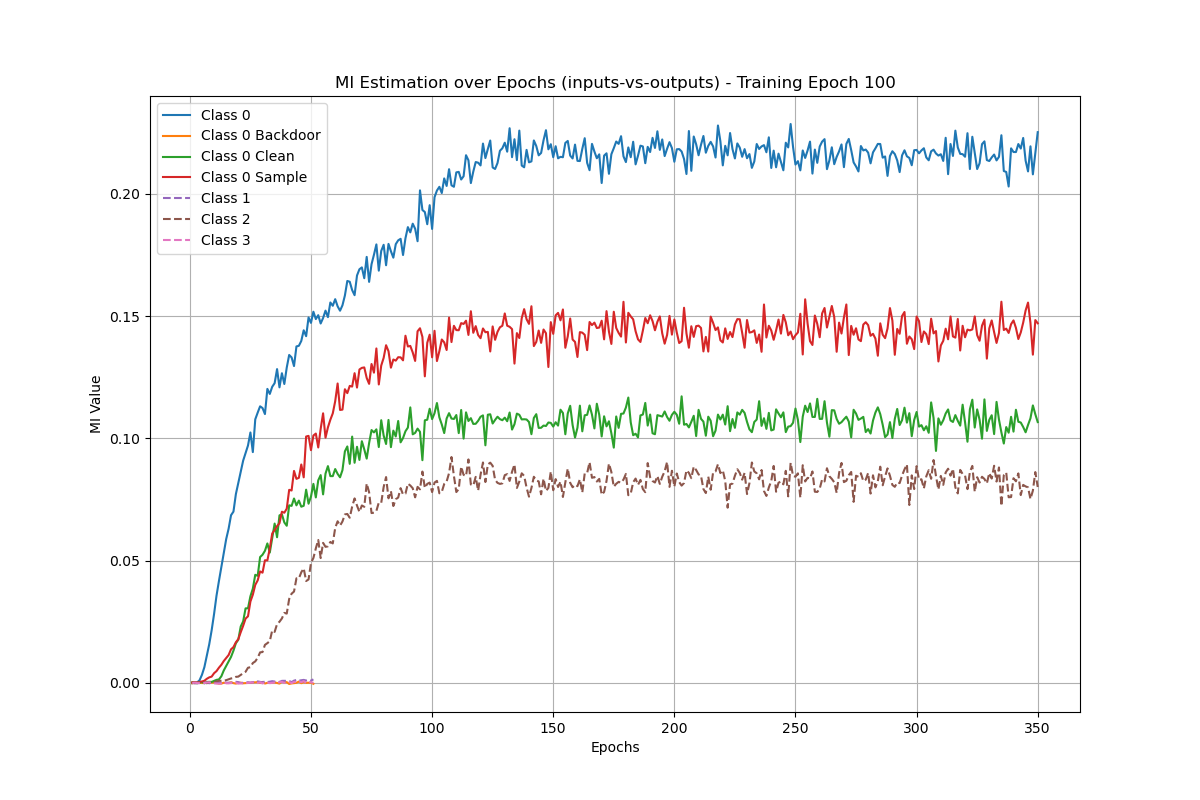 MI Estimation over Epochs (inputs-vs-outputs) - Training Epoch 100
Class 0
Class 0 Backdoor
Class 0 Clean
Class 0 Sample
Class 1
Class 2
Class 3
MI Value
0.20
0.15
0.10
0.05
0.00
0 50 100 150 200 250 300 350
Epochs